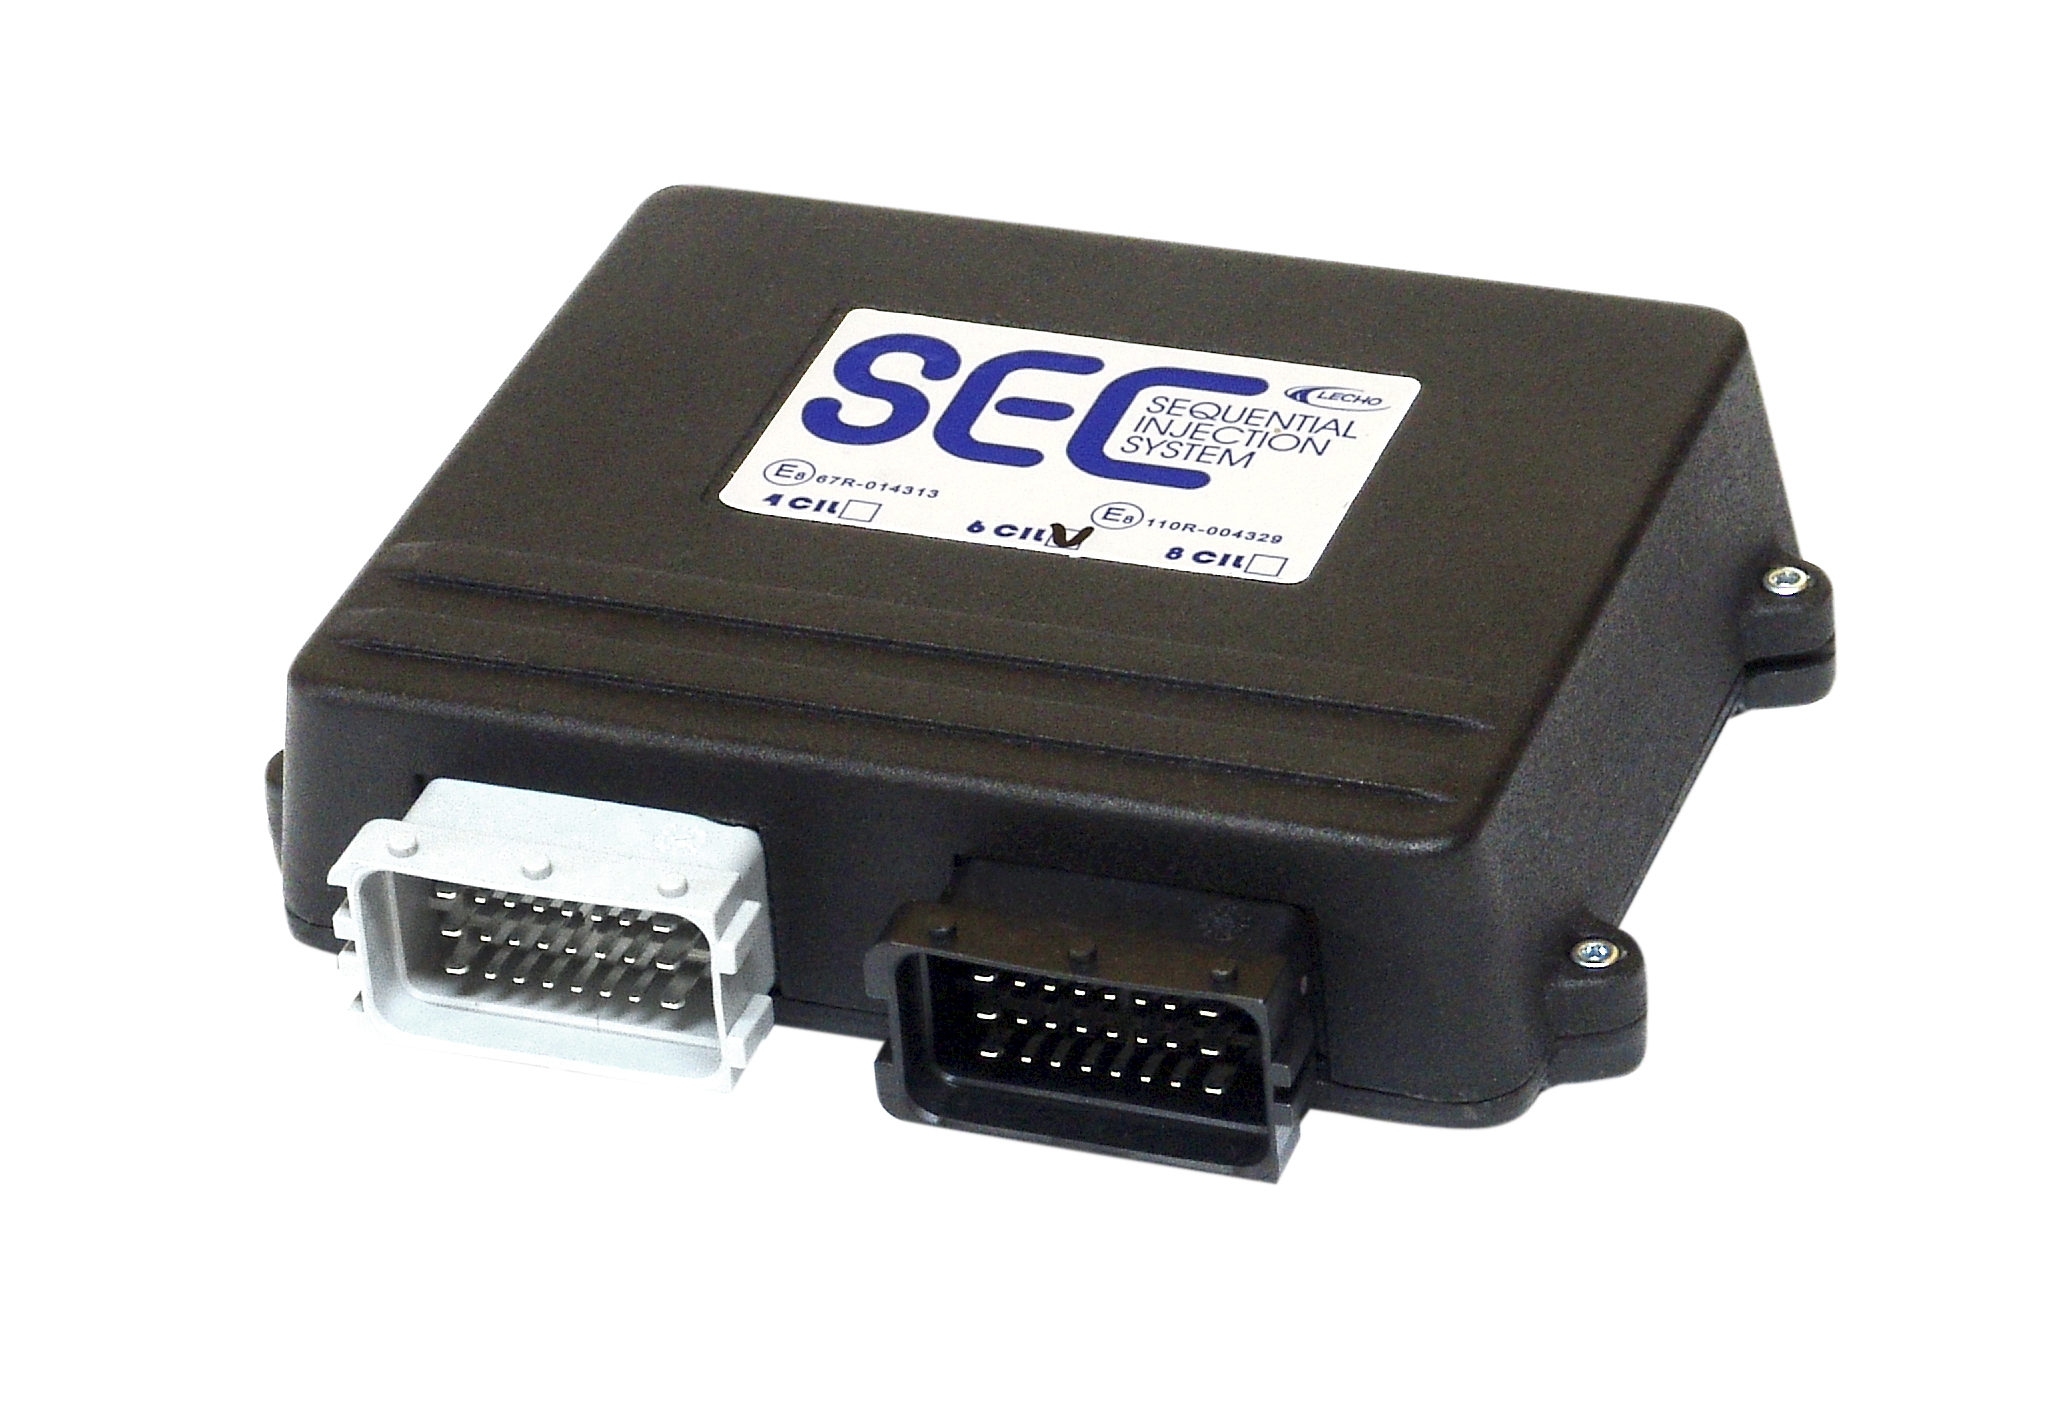 SEC
LECHO
SEQUENTIAL
INJECTION
SYSTEM
E8 67R-014313
E8 110R-004329
4 CIL
6 CIL
8 CIL